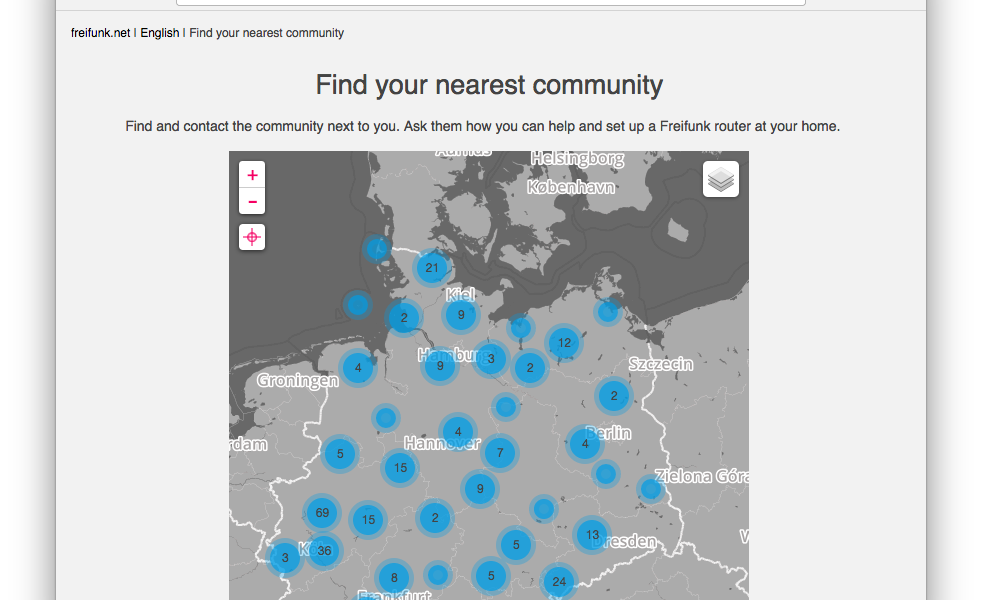 freifunk.net | English | Find your nearest community
Find your nearest community
Find and contact the community next to you. Ask them how you can help and set up a Freifunk router at your home.
Aarhus
Helsingborg
+
København
-
21
Kiel
2
9
12
Hamburg
3
4
9
2
Szczecin
Groningen
2
4
Berlin
rdam
Hannover
4
5
7
15
Zielona Góra
9
69
15
2
13
Dresden
5
36
3
8
5
24
Frankfurt